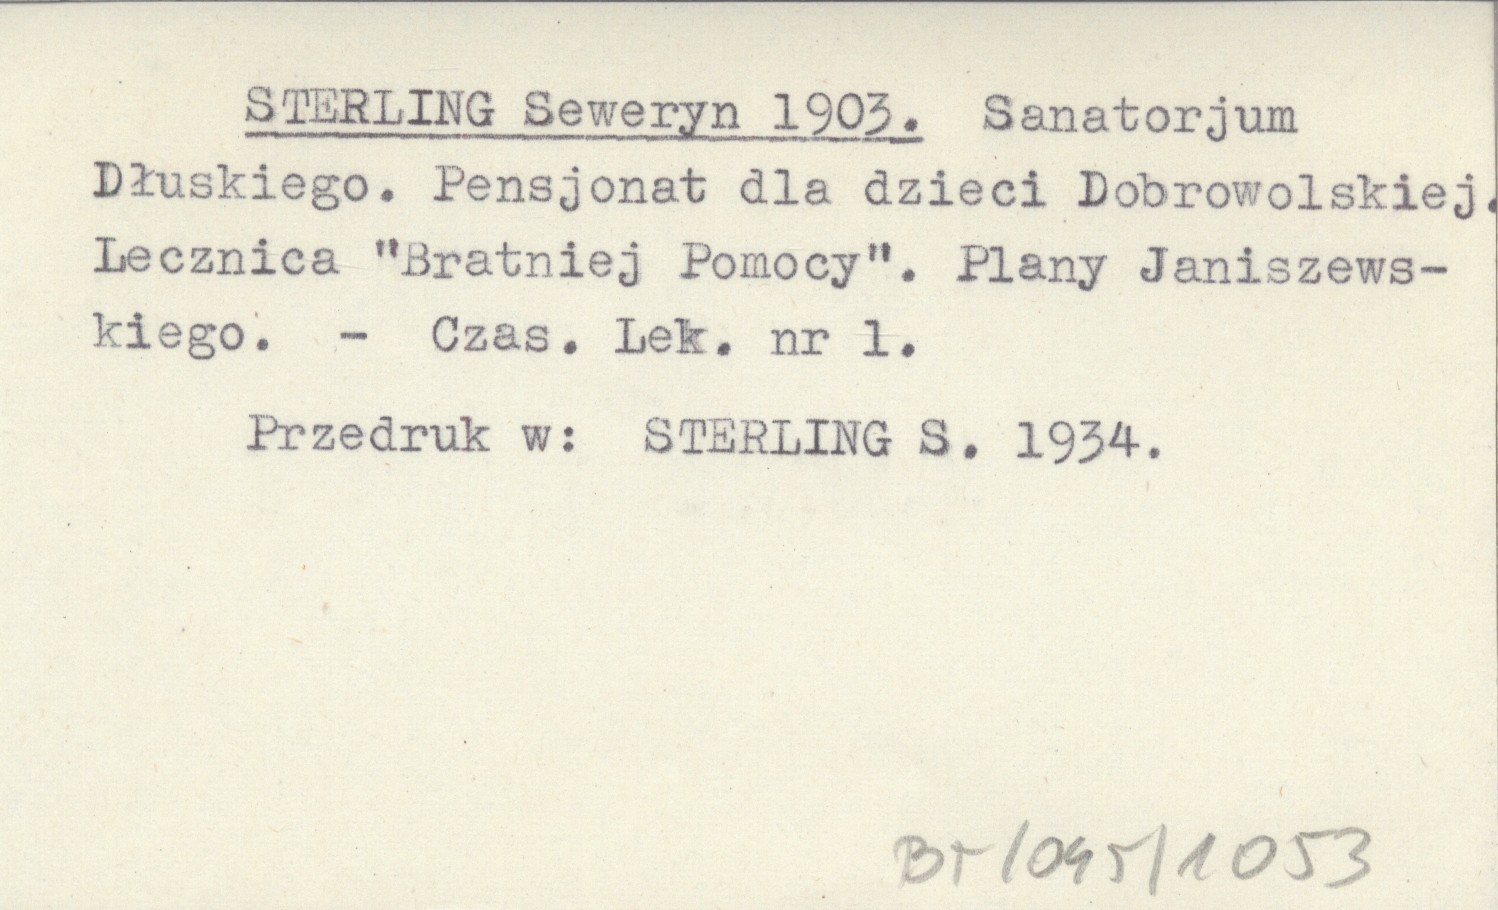 STERLING Seweryn 1903. Sanatorjum
Dłuskiego. Pensjonat dla dzieci Dobrowolskiej.
Lecznica "Bratniej Pomocy". Plany Janiszews-
kiego. - Czas. Lek. nr 1.
Przedruk w: STERLING S. 1934.
BT/045/1053